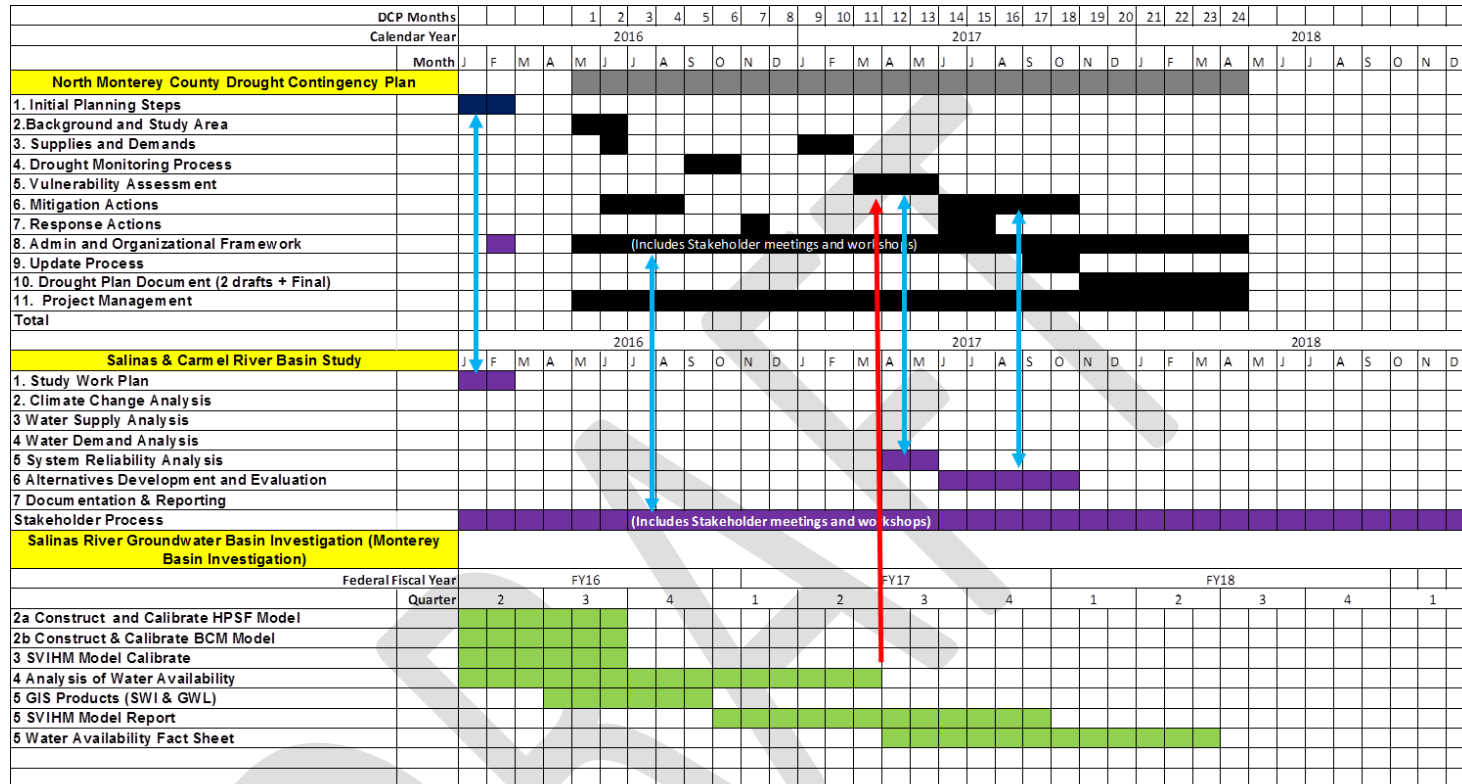 DCP Months 1 2 3 4 5 6 7 8 9 10 11 12 13 14 15 16 17 18 19 20 21 22 23 24
Calendar Year 2016 2017 2018
Month J F M A M J J A S O N D J F M A M J J A S O N D J F M A M J J A S O N D
North Monterey County Drought Contingency Plan
1. Initial Planning Steps
2.Background and Study Area
3. Supplies and Demands
4. Drought Monitoring Process
5. Vulnerability Assessment
6. Mitigation Actions
7. Response Actions
8. Admin and Organizational Framework (Includes Stakeholder meetings and workshops)
9. Update Process
10. Drought Plan Document (2 drafts + Final)
11. Project Management
Total
2016 2017 2018
Salinas & Carmel River Basin Study J F M A M J J A S O N D J F M A M J J A S O N D J F M A M J J A S O N D
1. Study Work Plan
2. Climate Change Analysis
3 Water Supply Analysis
4 Water Demand Analysis
5 System Reliability Analysis
6 Alternatives Development and Evaluation
7 Documentation & Reporting
Stakeholder Process (Includes Stakeholder meetings and workshops)
Salinas River Groundwater Basin Investigation (Monterey
Basin Investigation)
Federal Fiscal Year FY16 FY17 FY18
Quarter 2 3 4 1 2 3 4 1 2 3 4 1
2a Construct and Calibrate HPSF Model
2b Construct & Calibrate BCM Model
3 SVIHM Model Calibrate
4 Analysis of Water Availability
5 GIS Products (SWI & GWL)
5 SVIHM Model Report
5 Water Availability Fact Sheet
DRAFT